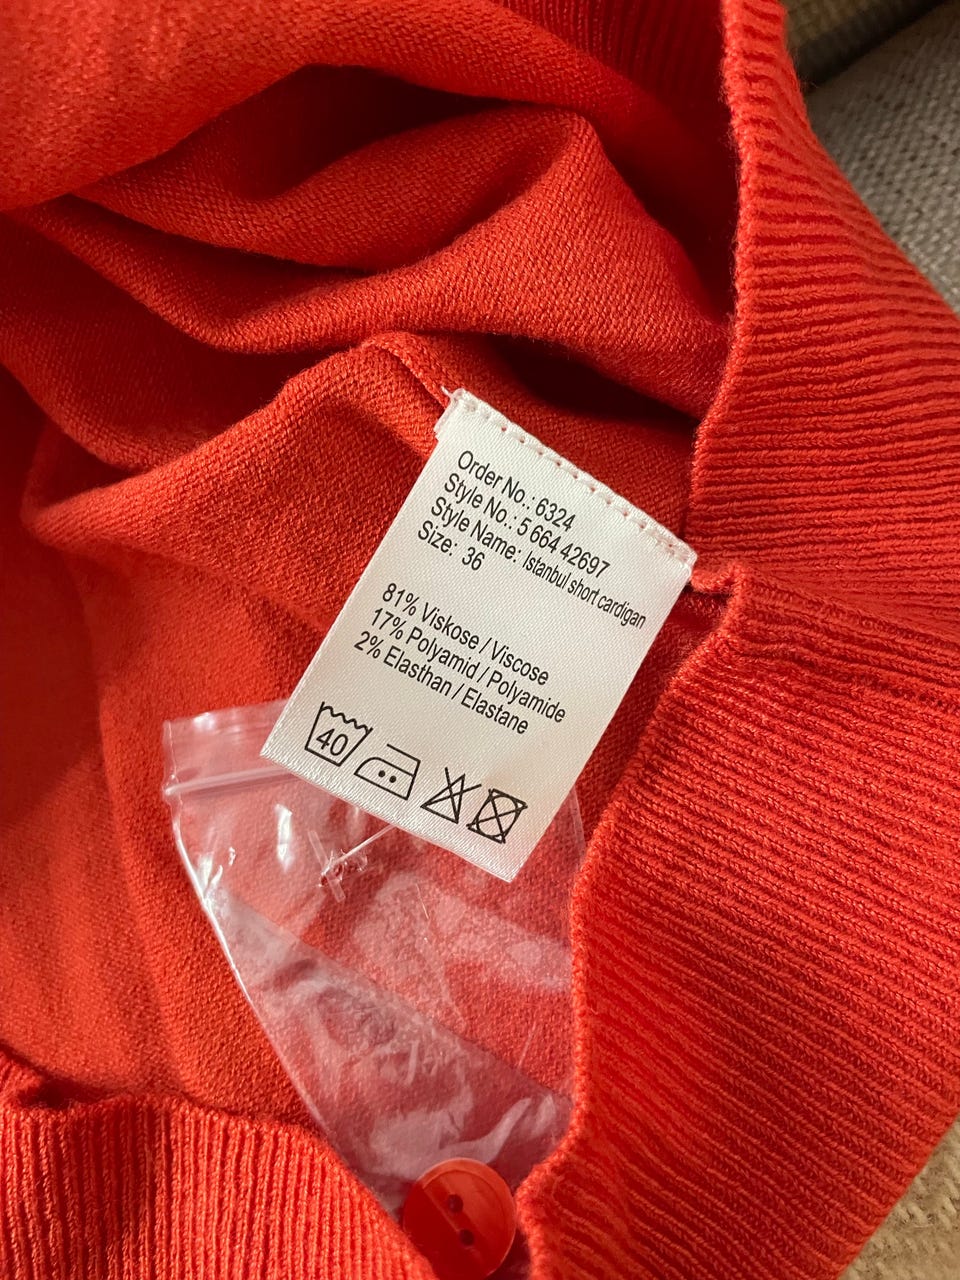 Order No.: 6324
Style No.: 5 664 42697
Style Name: Istanbul short cardigan
Size: 36
81% Viskose / Viscose
17% Polyamid / Polyamide
2% Elasthan / Elastane
40